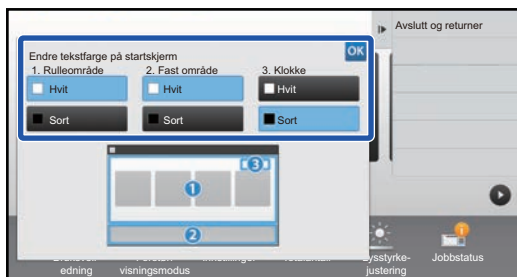 Avslutt og returner
OK
Endre tekstfarge på startskjerm
1. Rulleområde 2. Fast område 3. Klokke
Hvit Hvit Hvit
Sort Sort Sort
3
1
2
edning visningsmodus justering Jobbstatus